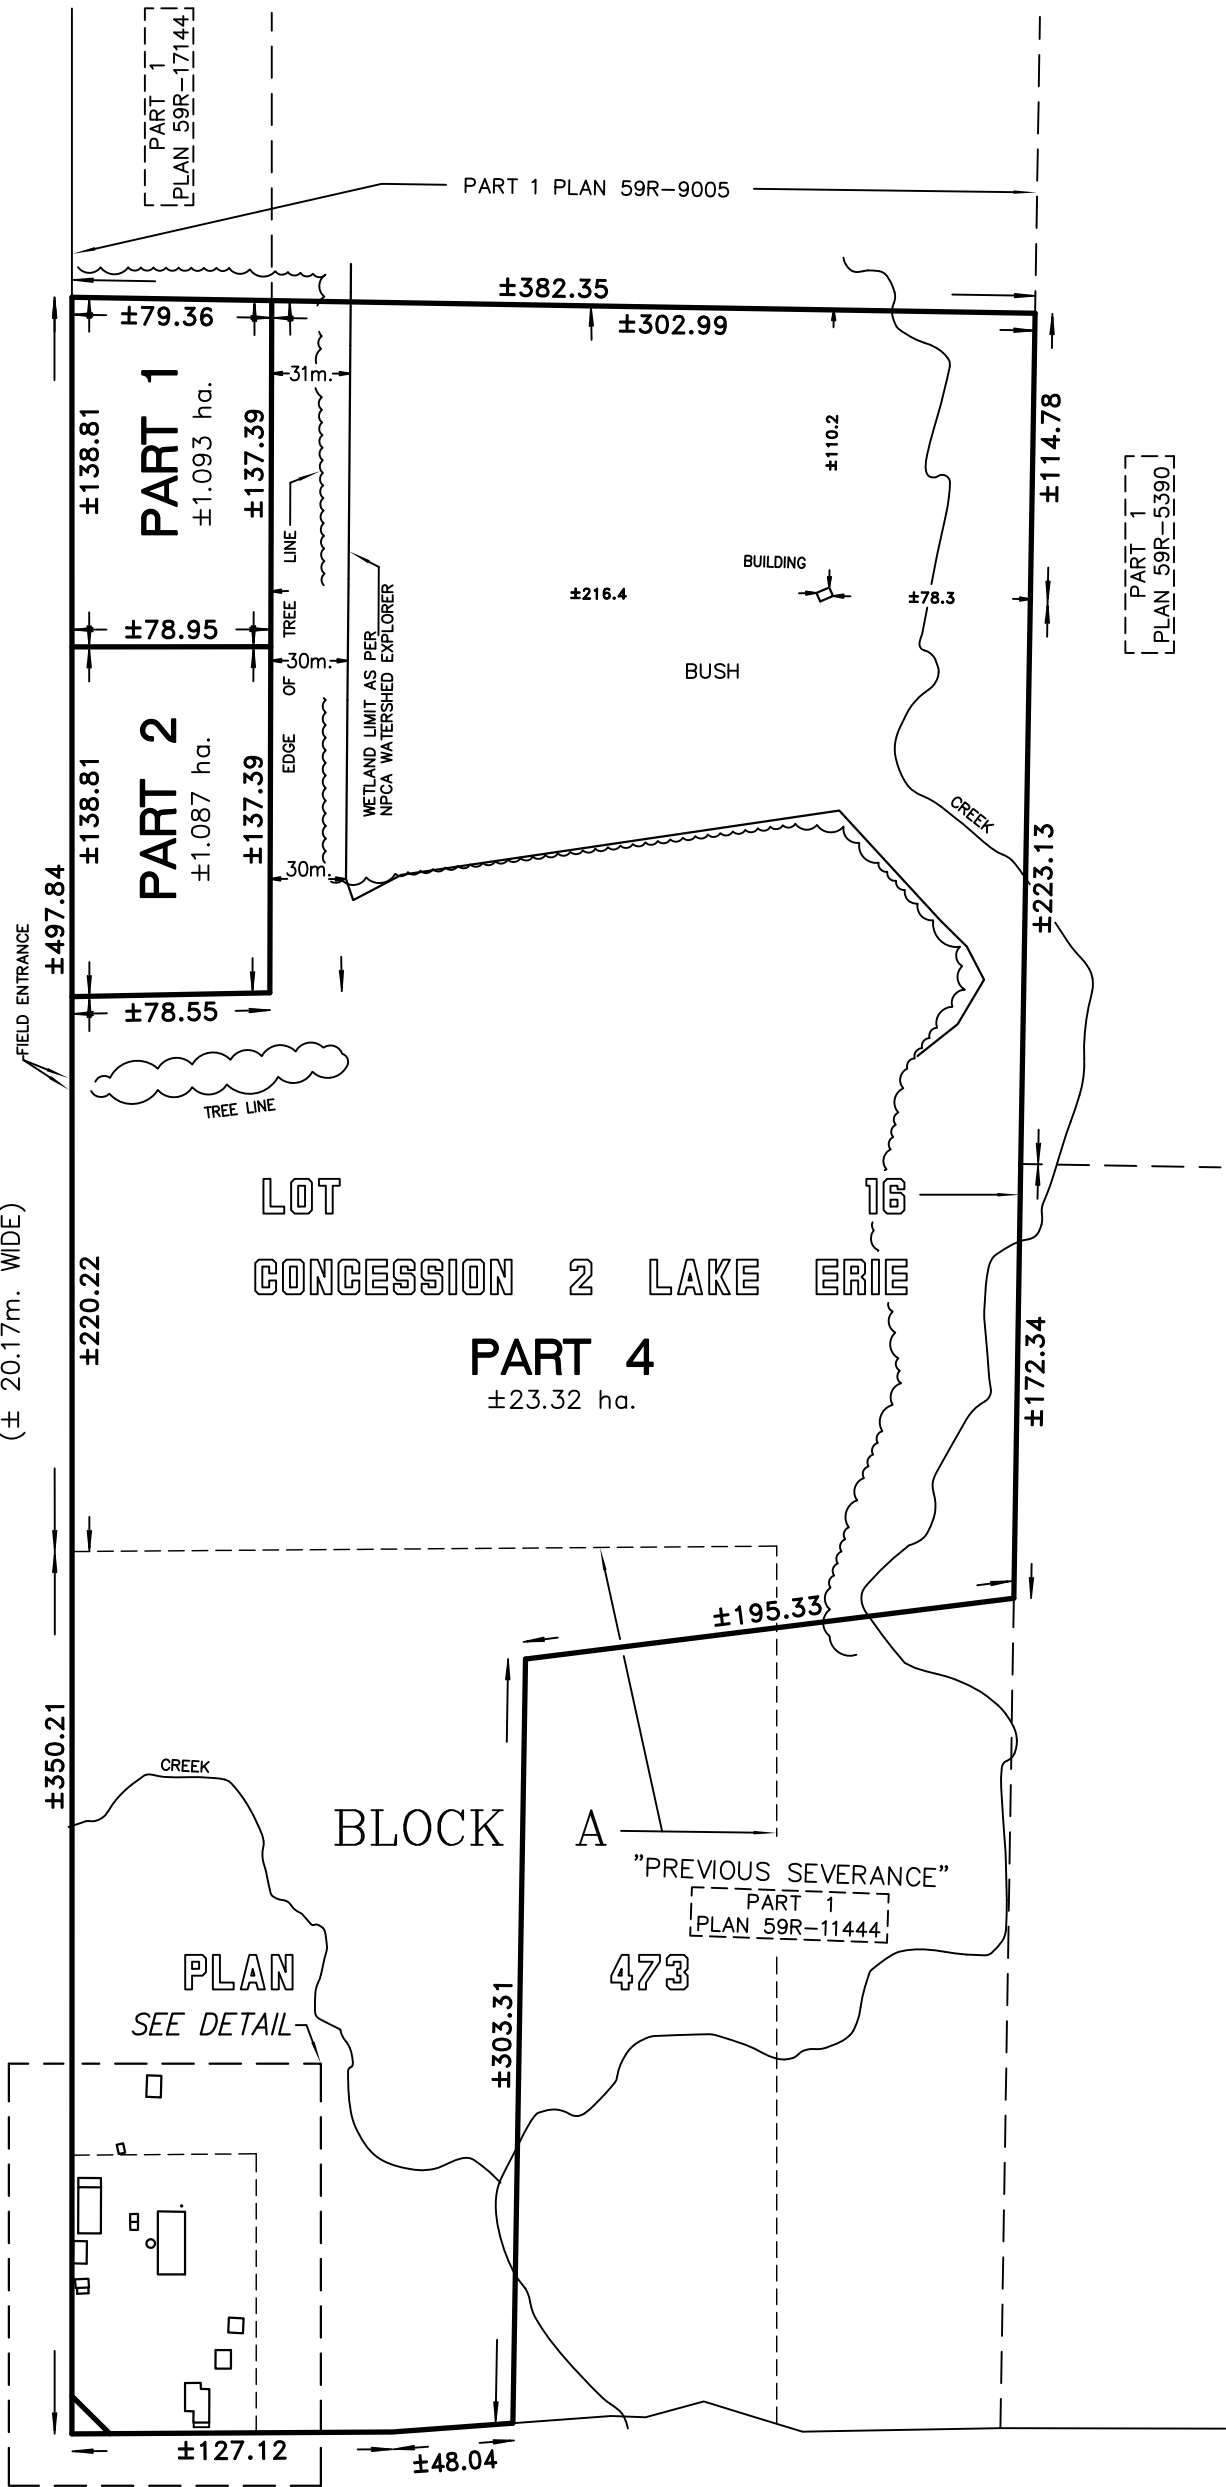 PART 1
PLAN 59R-17144
PART 1 PLAN 59R-9005
±382.35
±79.36
±302.99
31m.
PART 1
±1.093 ha.
±138.81
±137.39
±110.2
±114.78
PART 1
PLAN 59R-5390
BUILDING
±216.4
±78.3
EDGE OF TREE LINE
±78.95
30m.
BUSH
WETLAND LIMIT AS PER
NPCA WATERSHED EXPLORER
PART 2
±1.087 ha.
±138.81
±137.39
CREEK
±223.13
30m.
±497.84
FIELD ENTRANCE
±78.55
TREE LINE
LOT 16
(± 20.17m. WIDE)
CONCESSION 2 LAKE ERIE
±220.22
PART 4
±23.32 ha.
±172.34
±195.33
±350.21
CREEK
BLOCK A
"PREVIOUS SEVERANCE"
PART 1
PLAN 59R-11444
PLAN 473
SEE DETAIL
±303.31
±127.12
±48.04